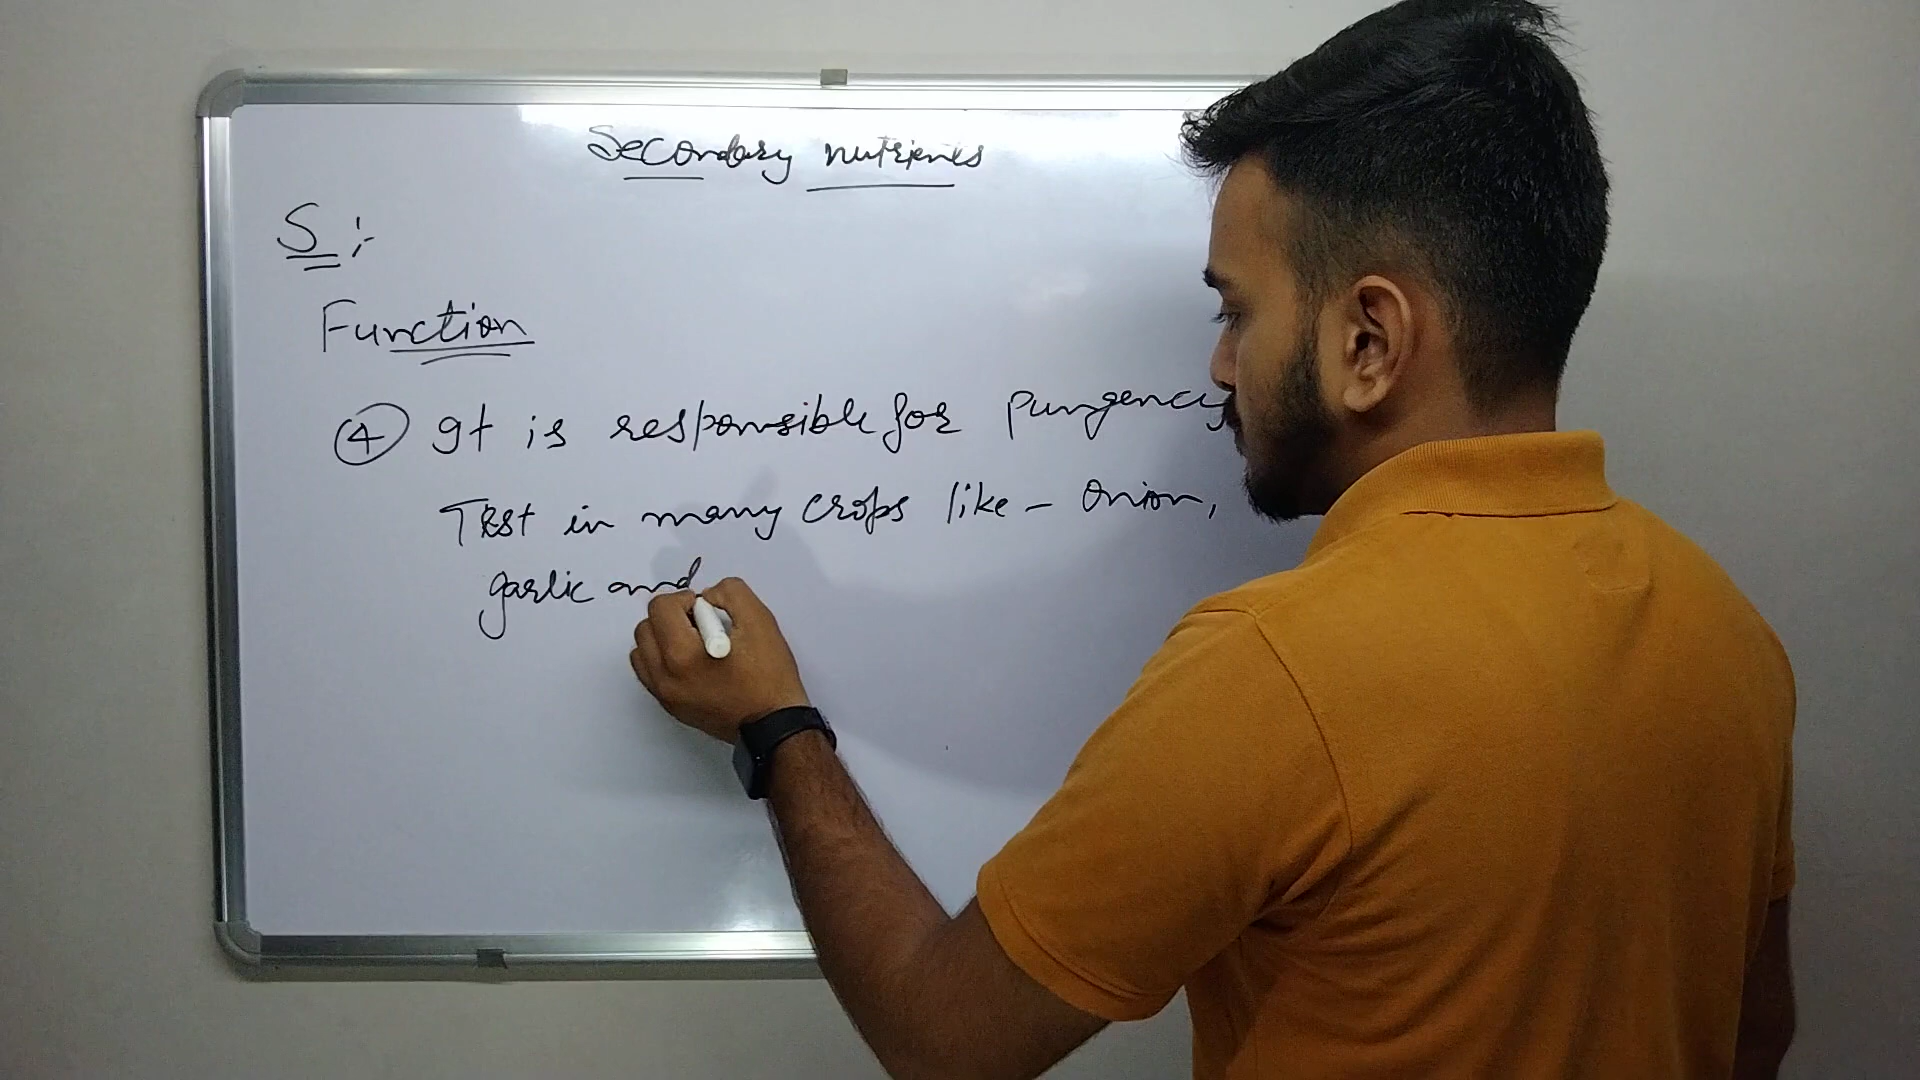 Secondary nutrients
S :-
Function
④ It is responsible for Pungency
Test in many crops like - Onion,
garlic and